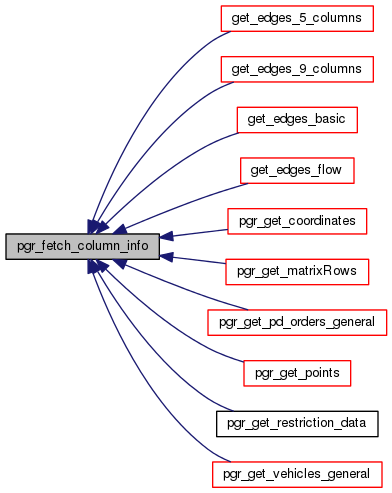 get_edges_5_columns
get_edges_9_columns
get_edges_basic
get_edges_flow
pgr_get_coordinates
pgr_fetch_column_info
pgr_get_matrixRows
pgr_get_pd_orders_general
pgr_get_points
pgr_get_restriction_data
pgr_get_vehicles_general